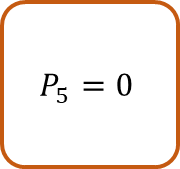 P₅ = 0